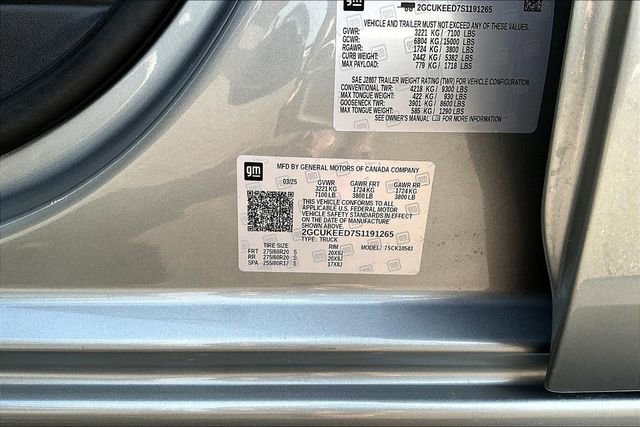 gm
2GCUKEED7S1191265
VEHICLE AND TRAILER MUST NOT EXCEED ANY OF THESE VALUES.
GVWR: 3221 KG / 7100 LBS
GCWR: 6804 KG / 15000 LBS
RGAWR: 1724 KG / 3800 LBS
CURB WEIGHT: 2442 KG / 5382 LBS
MAX PAYLOAD: 779 KG / 1718 LBS
SAE J2807 TRAILER WEIGHT RATING (TWR) FOR VEHICLE CONFIGURATION
CONVENTIONAL TWR: 4218 KG / 9300 LBS
MAX TONGUE WEIGHT: 422 KG / 930 LBS
GOOSENECK TWR: 3901 KG / 8600 LBS
MAX TONGUE WEIGHT: 585 KG / 1290 LBS
SEE OWNER'S MANUAL FOR MORE INFORMATION
gm MFD BY GENERAL MOTORS OF CANADA COMPANY
03/25 GVWR GAWR FRT GAWR RR
3221 KG 1724 KG 1724 KG
7100 LB 3800 LB 3800 LB
THIS VEHICLE CONFORMS TO ALL
APPLICABLE U.S. FEDERAL MOTOR
VEHICLE SAFETY STANDARDS IN EFFECT
ON THE DATE OF MANUFACTURE
SHOWN ABOVE.
2GCUKEED7S1191265
TYPE: TRUCK MODEL: 7SCK10543
TIRE SIZE RIM
FRT 275/60R20 S 20X9J
RR 275/60R20 S 20X9J
SPA 255/80R17 S 17X8J